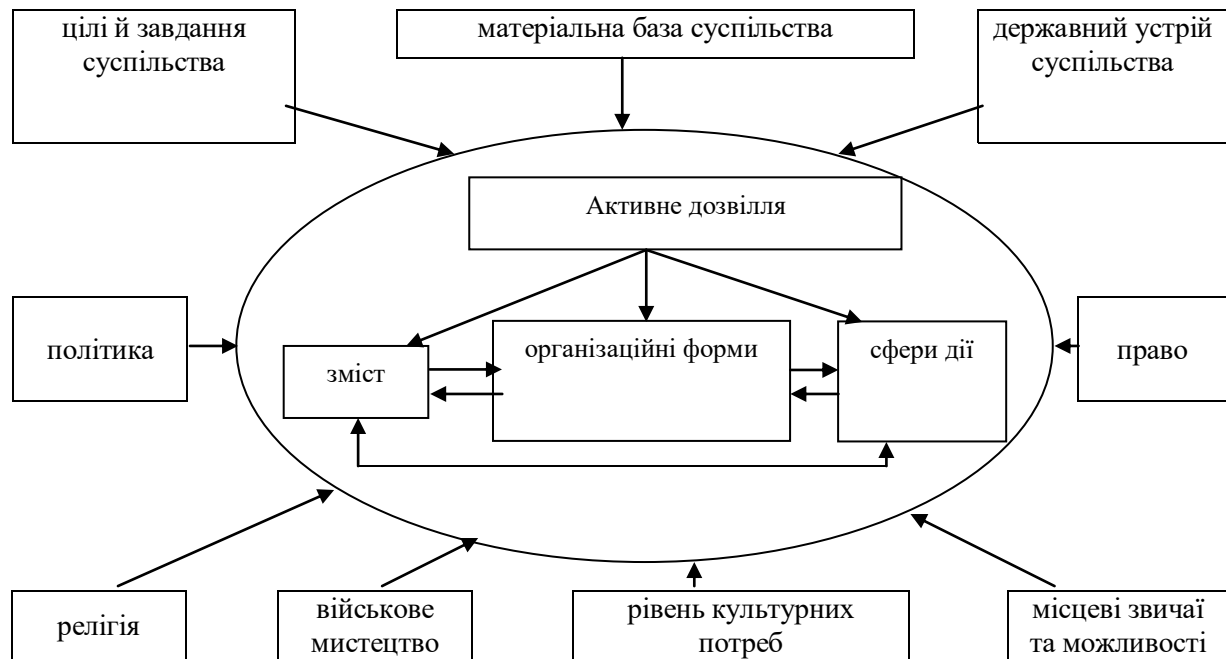 цілі й завдання
суспільства
матеріальна база суспільства
державний устрій
суспільства
Активне дозвілля
політика
зміст
організаційні форми
сфери дії
право
релігія
військове
мистецтво
рівень культурних
потреб
місцеві звичаї
та можливості